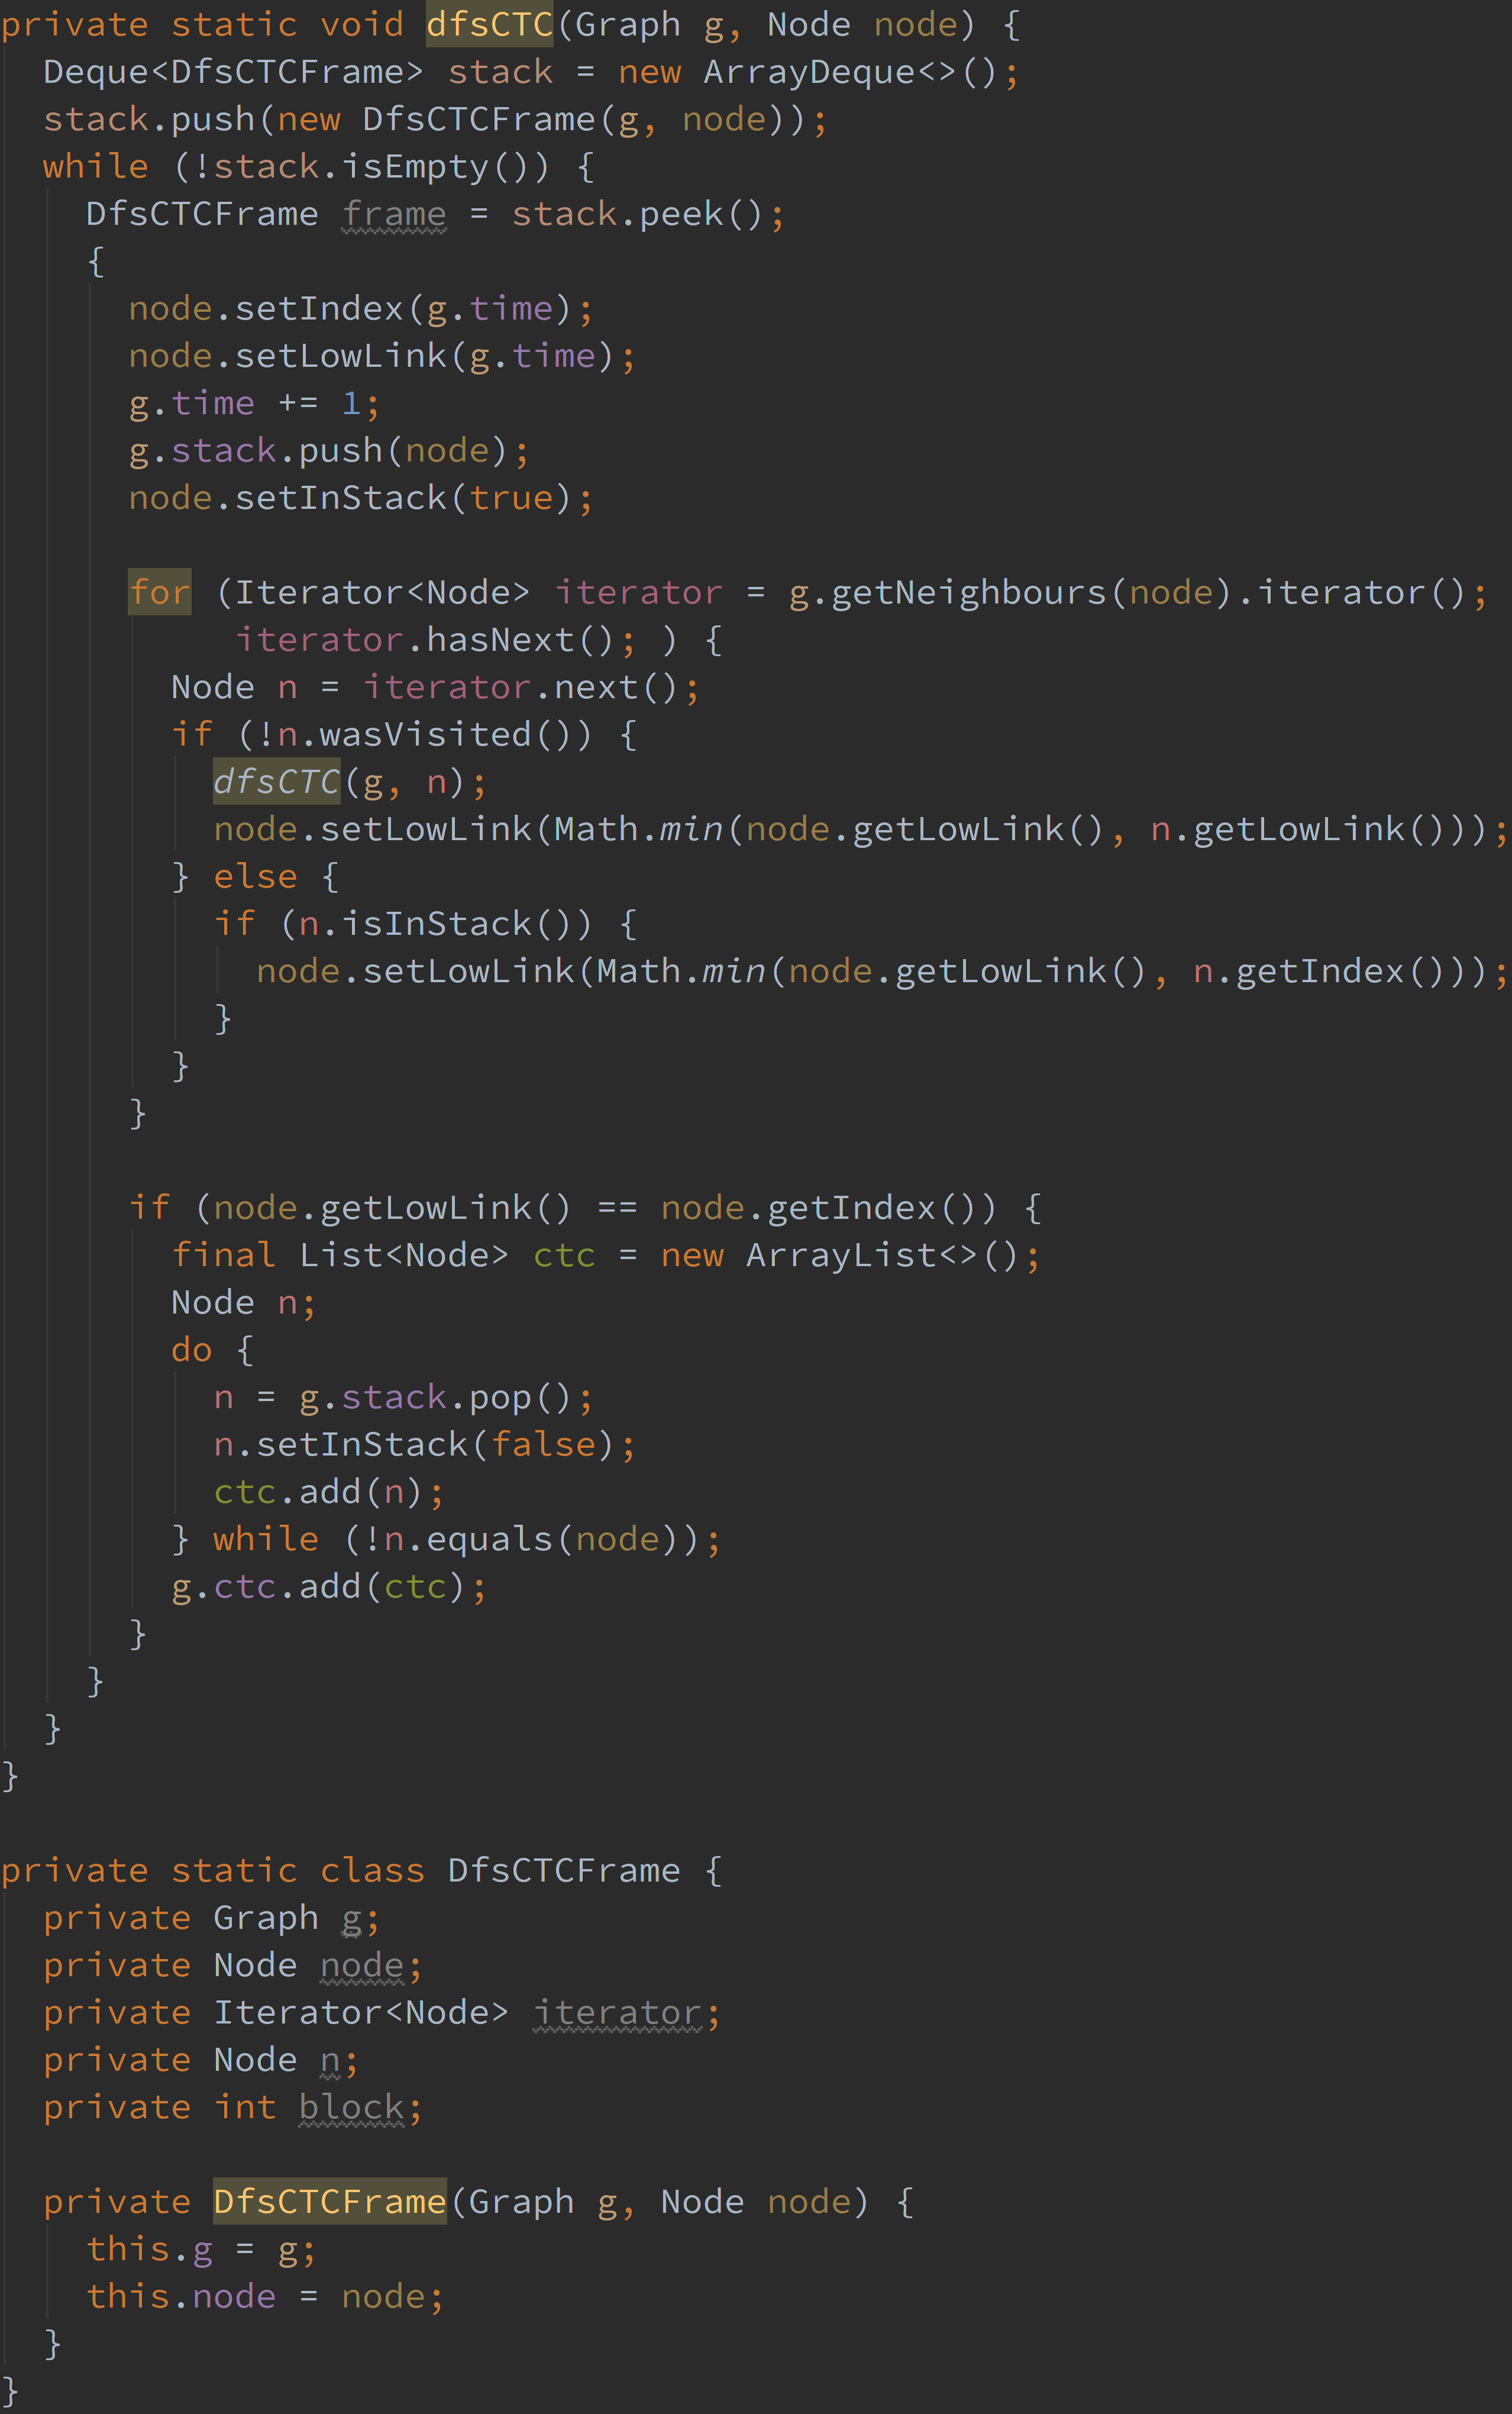 private static void dfsCTC(Graph g, Node node) {
  Deque<DfsCTCFrame> stack = new ArrayDeque<>();
  stack.push(new DfsCTCFrame(g, node));
  while (!stack.isEmpty()) {
    DfsCTCFrame frame = stack.peek();
    {
      node.setIndex(g.time);
      node.setLowLink(g.time);
      g.time += 1;
      g.stack.push(node);
      node.setInStack(true);

      for (Iterator<Node> iterator = g.getNeighbours(node).iterator();
           iterator.hasNext(); ) {
        Node n = iterator.next();
        if (!n.wasVisited()) {
          dfsCTC(g, n);
          node.setLowLink(Math.min(node.getLowLink(), n.getLowLink()));
        } else {
          if (n.isInStack()) {
            node.setLowLink(Math.min(node.getLowLink(), n.getIndex()));
          }
        }
      }

      if (node.getLowLink() == node.getIndex()) {
        final List<Node> ctc = new ArrayList<>();
        Node n;
        do {
          n = g.stack.pop();
          n.setInStack(false);
          ctc.add(n);
        } while (!n.equals(node));
        g.ctc.add(ctc);
      }
    }
  }
}

private static class DfsCTCFrame {
  private Graph g;
  private Node node;
  private Iterator<Node> iterator;
  private Node n;
  private int block;

  private DfsCTCFrame(Graph g, Node node) {
    this.g = g;
    this.node = node;
  }
}